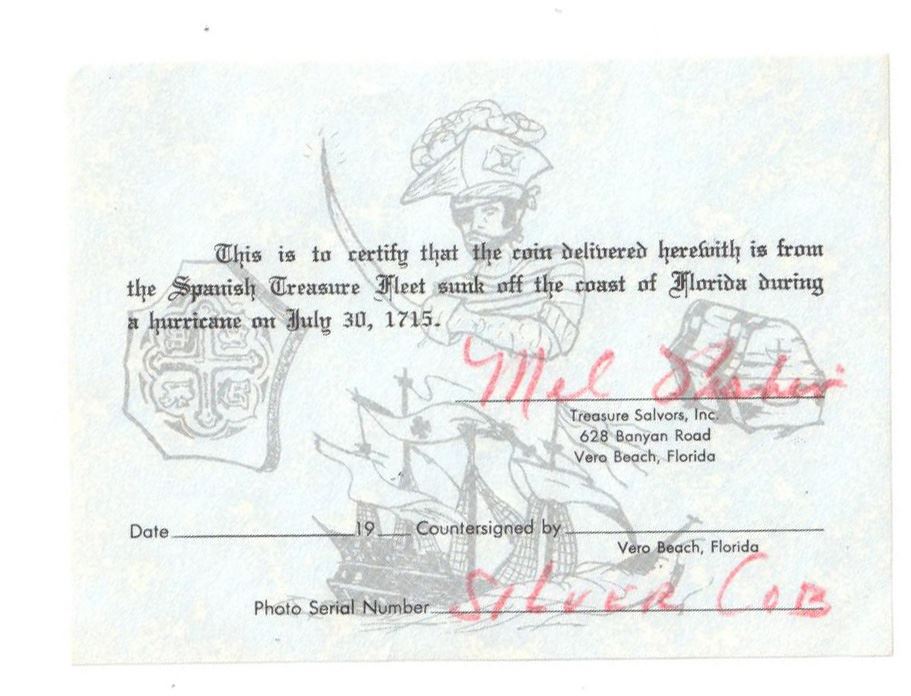 This is to certify that the coin delivered herewith is from
the Spanish Treasure Fleet sunk off the coast of Florida during
a hurricane on July 30, 1715.
Mel
Treasure Salvors, Inc.
628 Banyan Road
Vero Beach, Florida
Date 19 Countersigned by
Vero Beach, Florida
Photo Serial Number SILVER COB